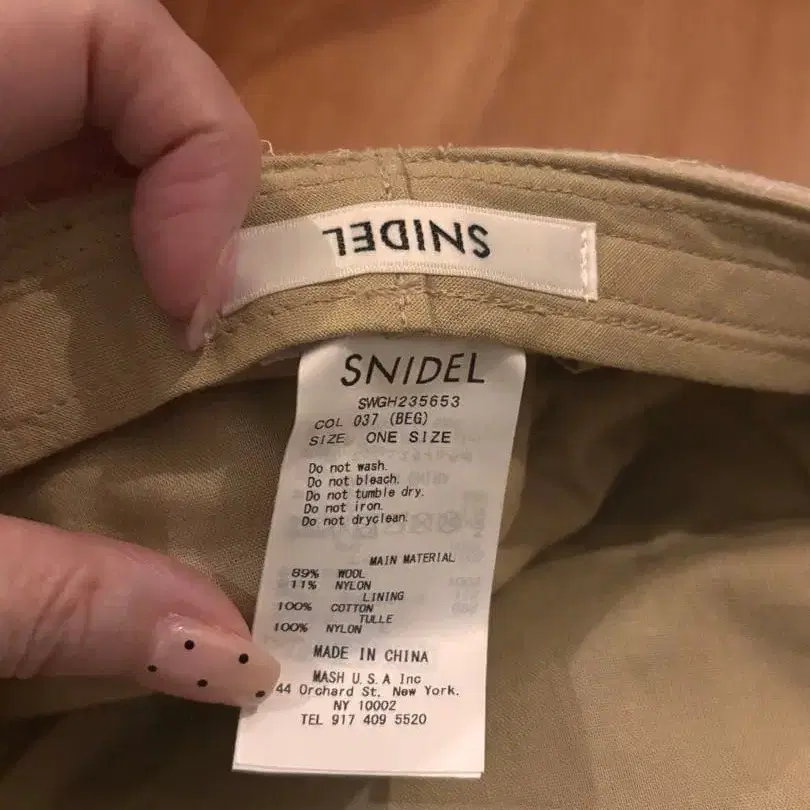 SNIDEL
SNIDEL
SWGH235653
COL 037 (BEG)
SIZE ONE SIZE
Do not wash.
Do not bleach.
Do not tumble dry.
Do not iron.
Do not dryclean.
MAIN MATERIAL
89% WOOL
11% NYLON
LINING
100% COTTON
TULLE
100% NYLON
MADE IN CHINA
MASH U.S.A Inc
44 Orchard St. New York.
NY 10002
TEL 917 409 5520